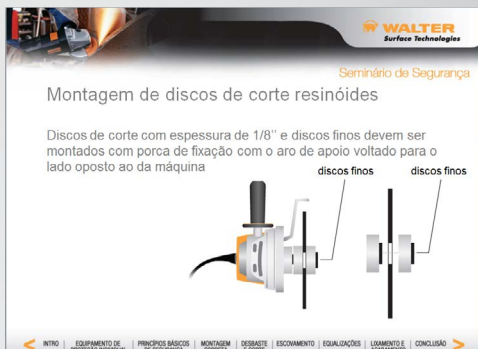 WALTER
Surface Technologies
Seminário de Segurança
Montagem de discos de corte resinóides
Discos de corte com espessura de 1/8'' e discos finos devem ser
montados com porca de fixação com o aro de apoio voltado para o
lado oposto ao da máquina
discos finos
discos finos
< INTRO | EQUIPAMENTO DE | PRINCÍPIOS BÁSICOS | MONTAGEM | DESBASTE | ESCOVAMENTO | EQUALIZAÇÕES | LIXAMENTO E | CONCLUSÃO >